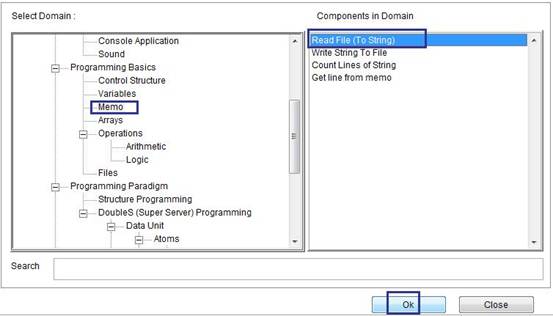 Select Domain :
Components in Domain
Console Application
Sound
Programming Basics
Control Structure
Variables
Memo
Arrays
Operations
Arithmetic
Logic
Files
Programming Paradigm
Structure Programming
DoubleS (Super Server) Programming
Data Unit
Atoms
Read File (To String)
Write String To File
Count Lines of String
Get line from memo
Search
Ok
Close